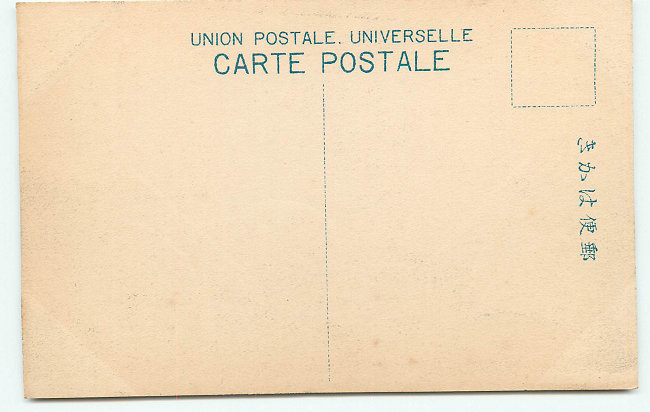 UNION POSTALE. UNIVERSELLE
CARTE POSTALE
郵便はかき